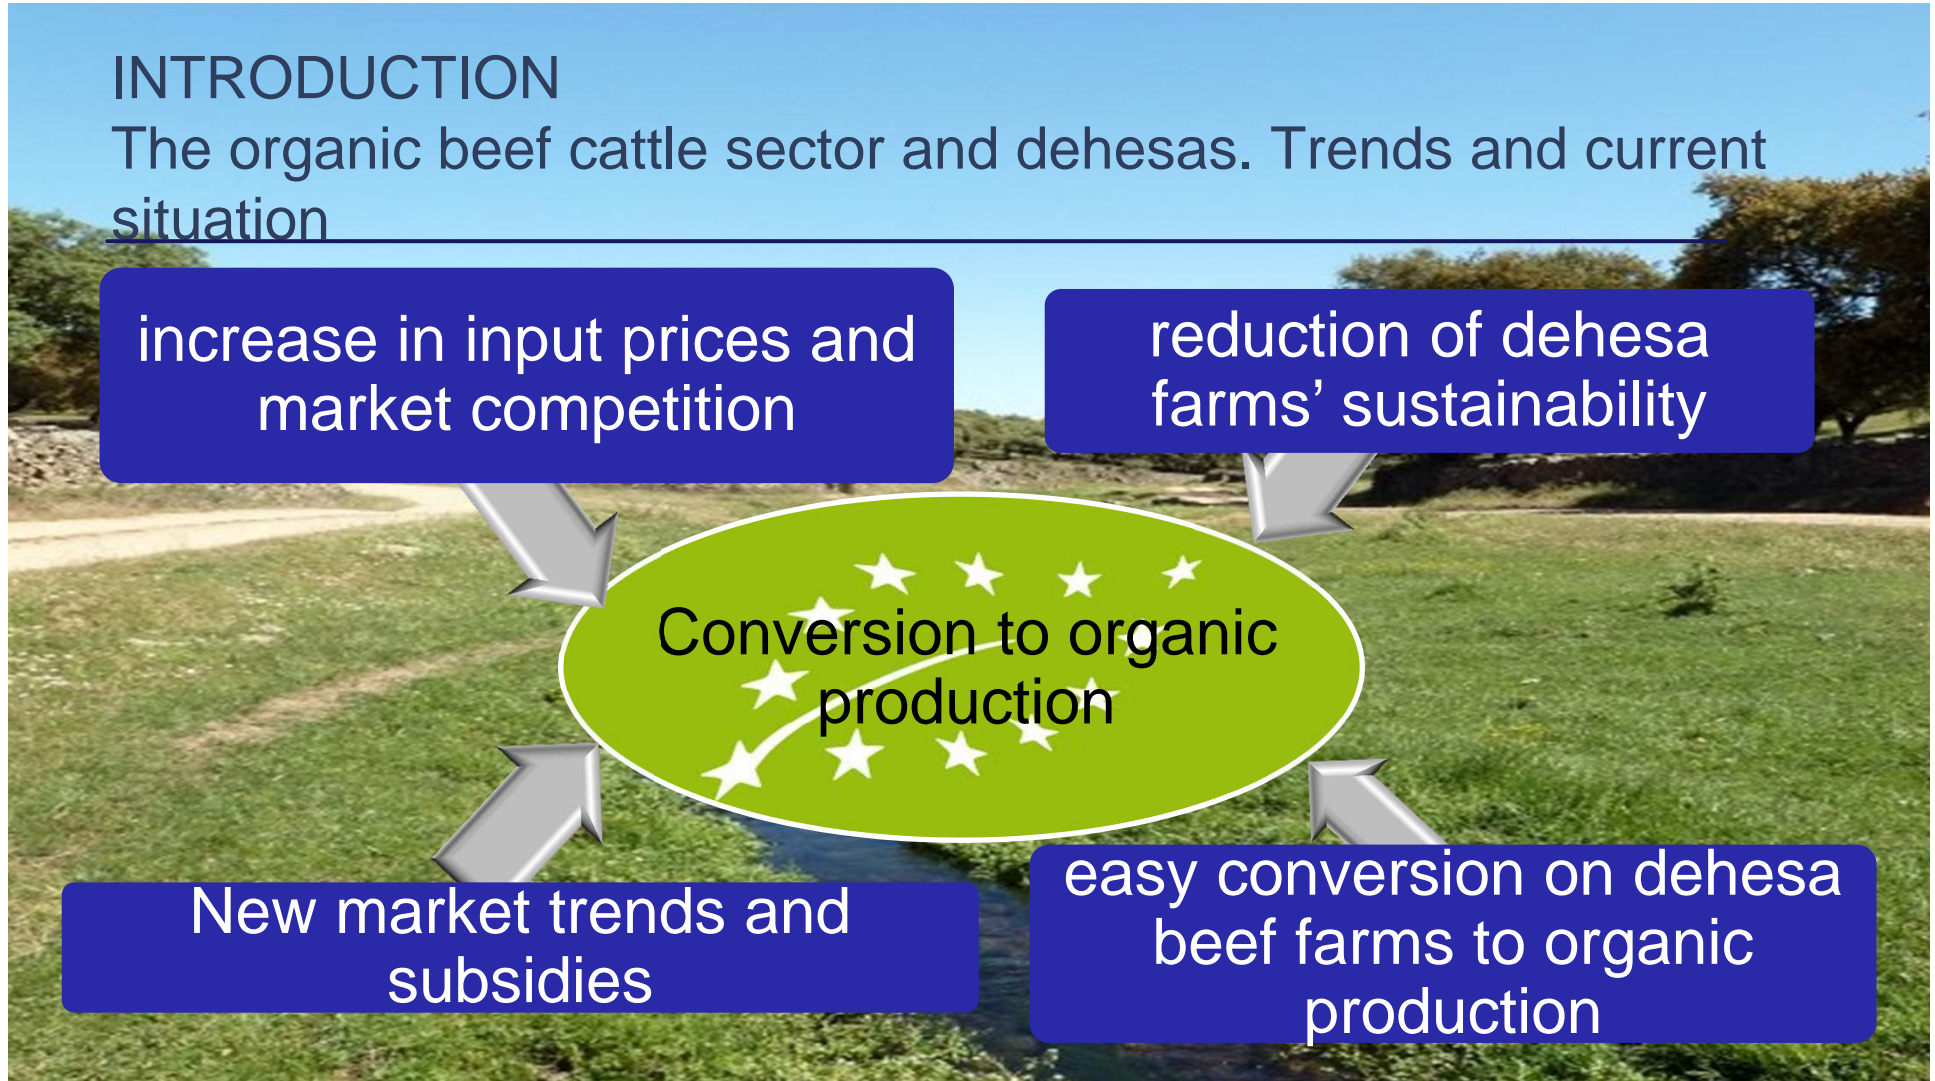 INTRODUCTION
The organic beef cattle sector and dehesas. Trends and current
situation
increase in input prices and
market competition
reduction of dehesa
farms’ sustainability
Conversion to organic
production
New market trends and
subsidies
easy conversion on dehesa
beef farms to organic
production